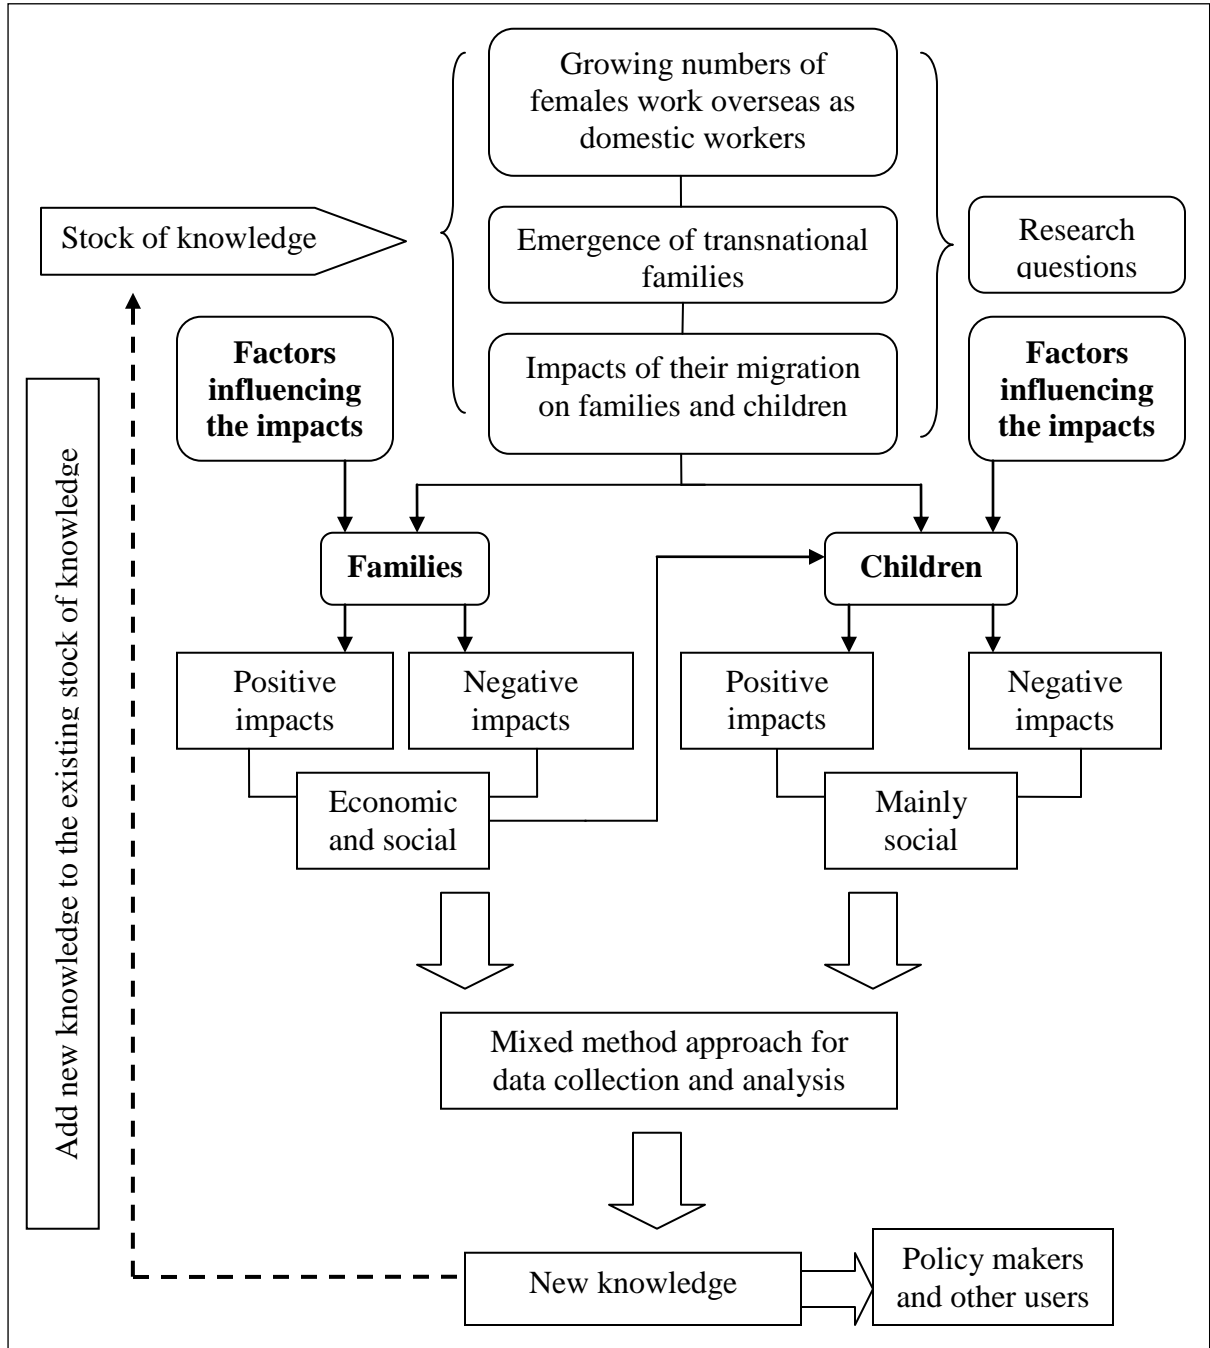 Growing numbers of
females work overseas as
domestic workers
Stock of knowledge
Emergence of transnational
families
Research
questions
Factors
influencing
the impacts
Impacts of their migration
on families and children
Factors
influencing
the impacts
Families
Children
Positive
impacts
Negative
impacts
Positive
impacts
Negative
impacts
Economic
and social
Mainly
social
Mixed method approach for
data collection and analysis
Add new knowledge to the existing stock of knowledge
New knowledge
Policy makers
and other users